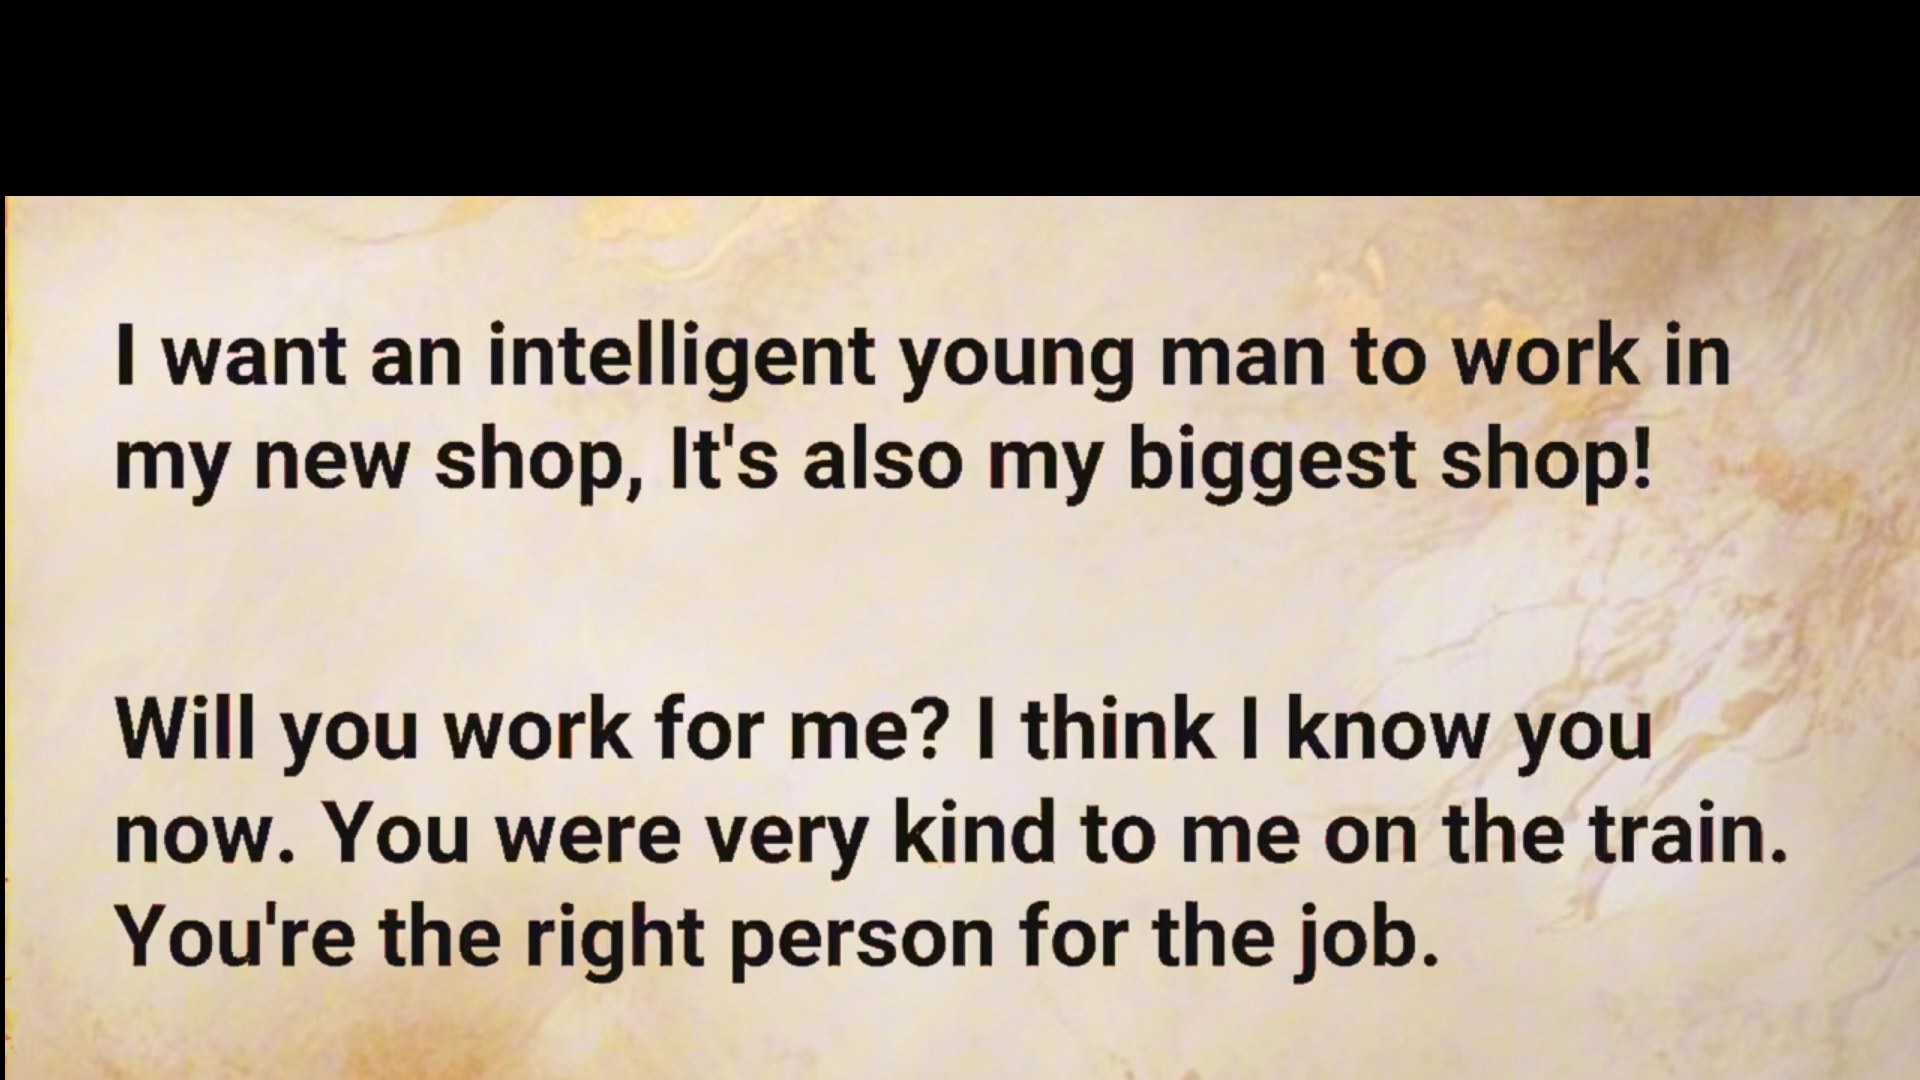 I want an intelligent young man to work in
my new shop, It's also my biggest shop!
Will you work for me? I think I know you
now. You were very kind to me on the train.
You're the right person for the job.